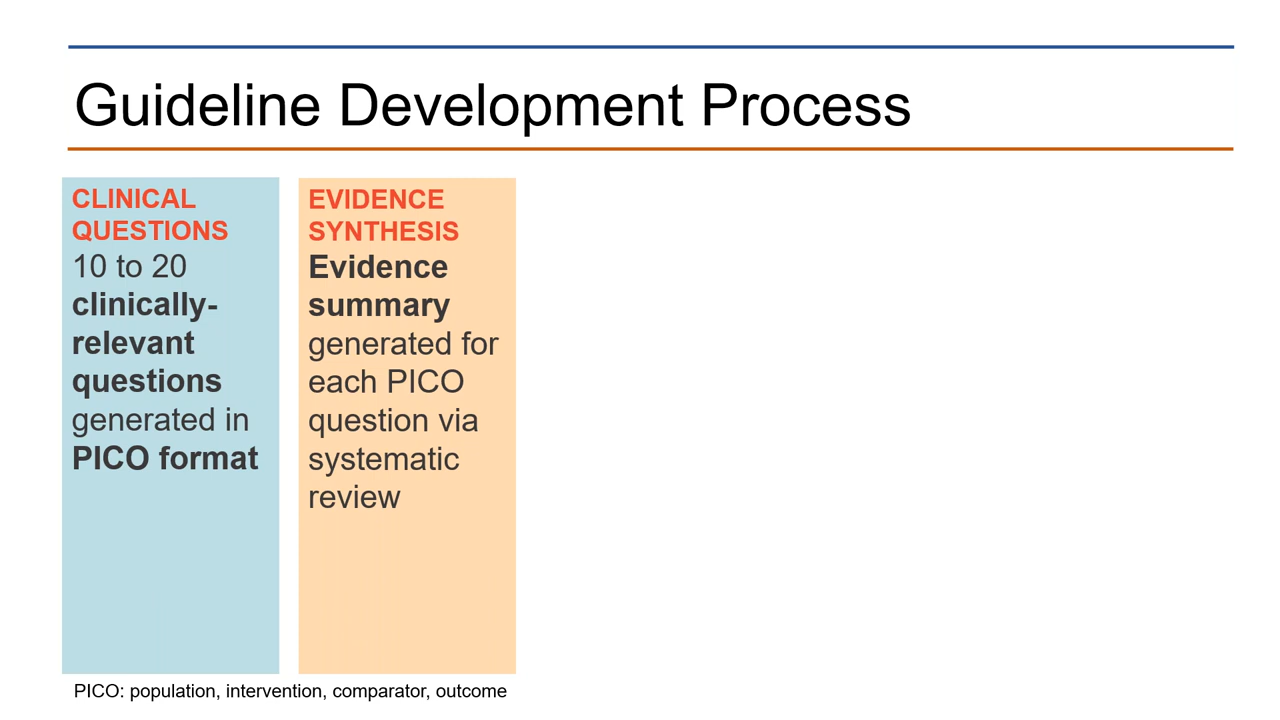 Guideline Development Process
CLINICAL
QUESTIONS
10 to 20
clinically-
relevant
questions
generated in
PICO format
EVIDENCE
SYNTHESIS
Evidence
summary
generated for
each PICO
question via
systematic
review
PICO: population, intervention, comparator, outcome